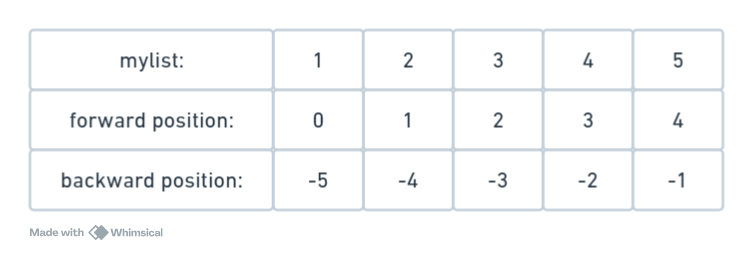 mylist: 1 2 3 4 5
forward position: 0 1 2 3 4
backward position: -5 -4 -3 -2 -1
Made with Whimsical